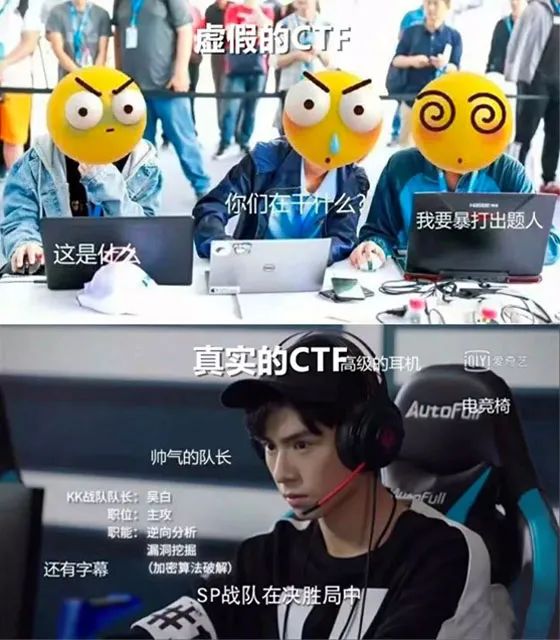 虚假的CTF
你们在干什么?
我要暴打出题人
这是什么
DELL
真实的CTF
高级的耳机
iQIYI 爱奇艺
电竞椅
AutoFull
帅气的队长
AutoFull
KK战队队长：吴白
职位：主攻
职能：逆向分析
漏洞挖掘
(加密算法破解)
还有字幕
SP战队在决胜局中